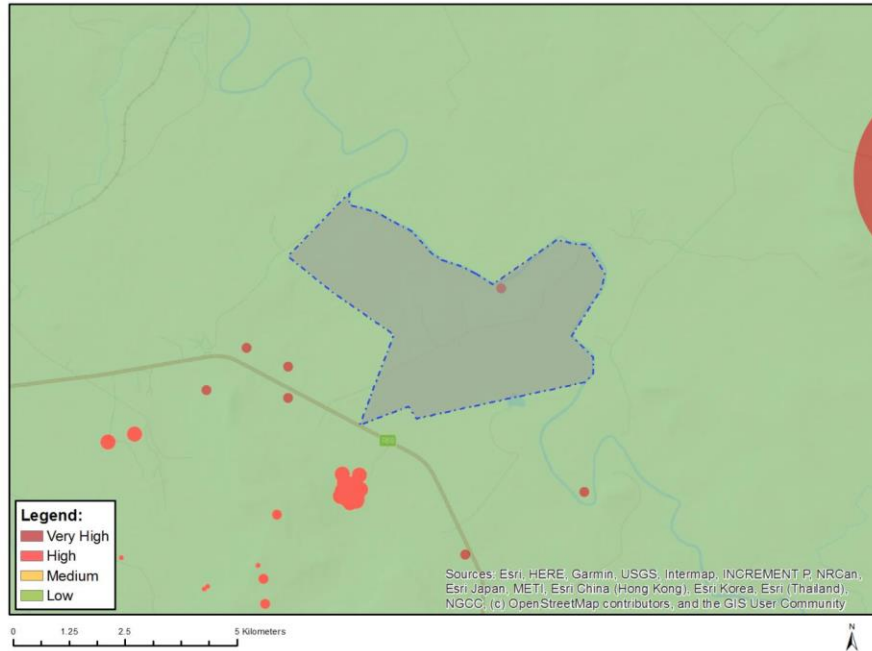 Legend:
Very High
High
Medium
Low
Sources: Esri, HERE, Garmin, USGS, Intermap, INCREMENT P, NRCan,
Esri Japan, METI, Esri China (Hong Kong), Esri Korea, Esri (Thailand),
NGCC, (c) OpenStreetMap contributors, and the GIS User Community
0 1.25 2.5 5 Kilometers
N